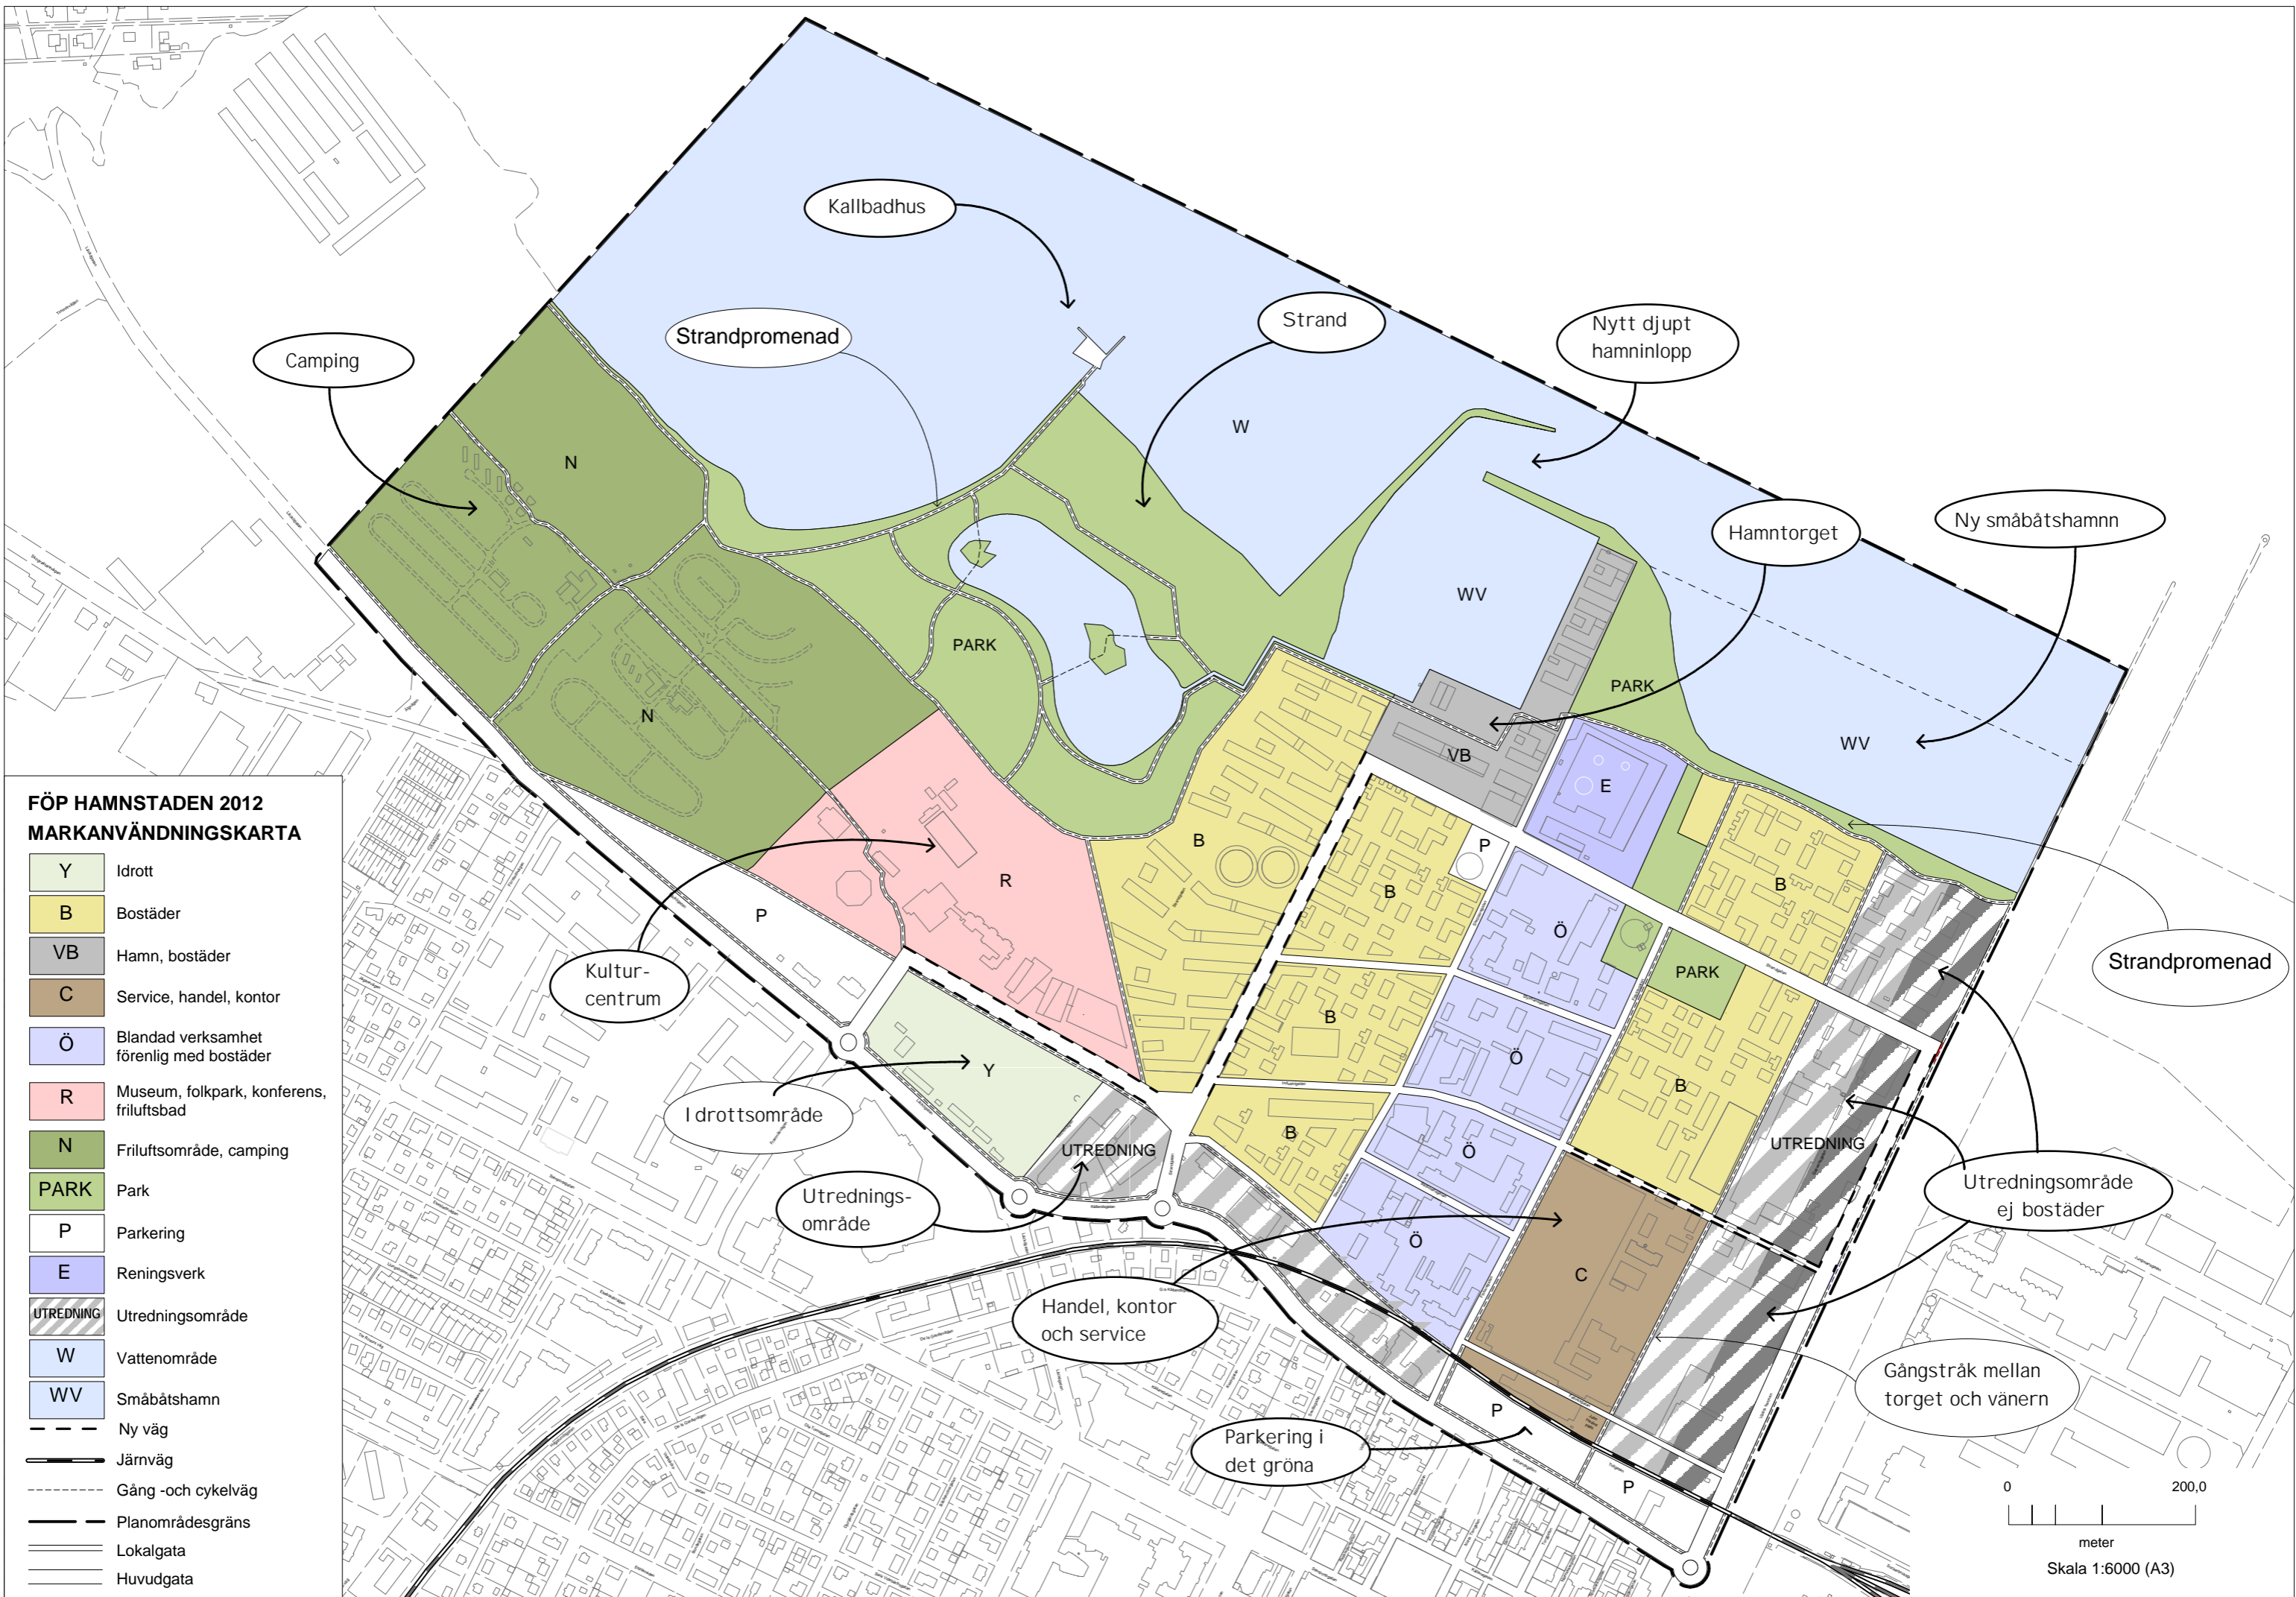 Kallbadhus
Strandpromenad
Strand
Nytt djupt
hamninlopp
Camping
W
N
Hamntorget
Ny småbåtshamnn
WV
PARK
PARK
N
WV
VB
E
FÖP HAMNSTADEN 2012
MARKANVÄNDNINGSKARTA
Y Idrott
B Bostäder
VB Hamn, bostäder
C Service, handel, kontor
Ö Blandad verksamhet
förenlig med bostäder
R Museum, folkpark, konferens,
friluftsbad
N Friluftsområde, camping
PARK Park
P Parkering
E Reningsverk
UTREDNING Utredningsområde
W Vattenområde
WV Småbåtshamn
Ny väg
Järnväg
Gång -och cykelväg
Planområdesgräns
Lokalgata
Huvudgata
B
P
B
B
R
P
Ö
Strandpromenad
PARK
Kultur-
centrum
B
Ö
Y
B
Idrottsområde
B
UTREDNING
Ö
UTREDNING
Utrednings-
område
Utredningsområde
ej bostäder
Ö
C
Handel, kontor
och service
Gångstråk mellan
torget och vänern
P
Parkering i
det gröna
P
0 200,0
meter
Skala 1:6000 (A3)